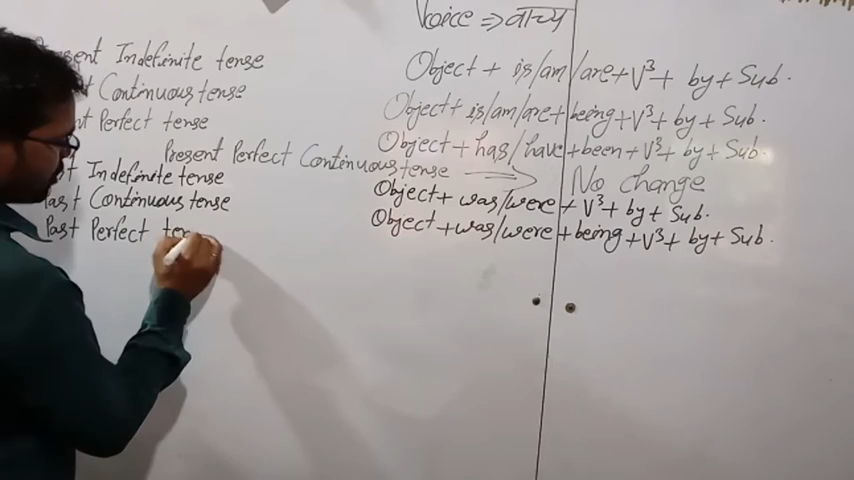 Voice ⇒ वाच्य
Indefinite tense Object + is/am/are + V³ + by + Sub.
Continuous tense Object + is/am/are + being + V³ + by + Sub.
Perfect tense Object + has/have + been + V³ + by + Sub.
Present Perfect Continuous tense → No change
Indefinite tense Object + was/were + V³ + by + Sub.
Past Continuous tense Object + was/were + being + V³ + by + Sub.
Past Perfect ten